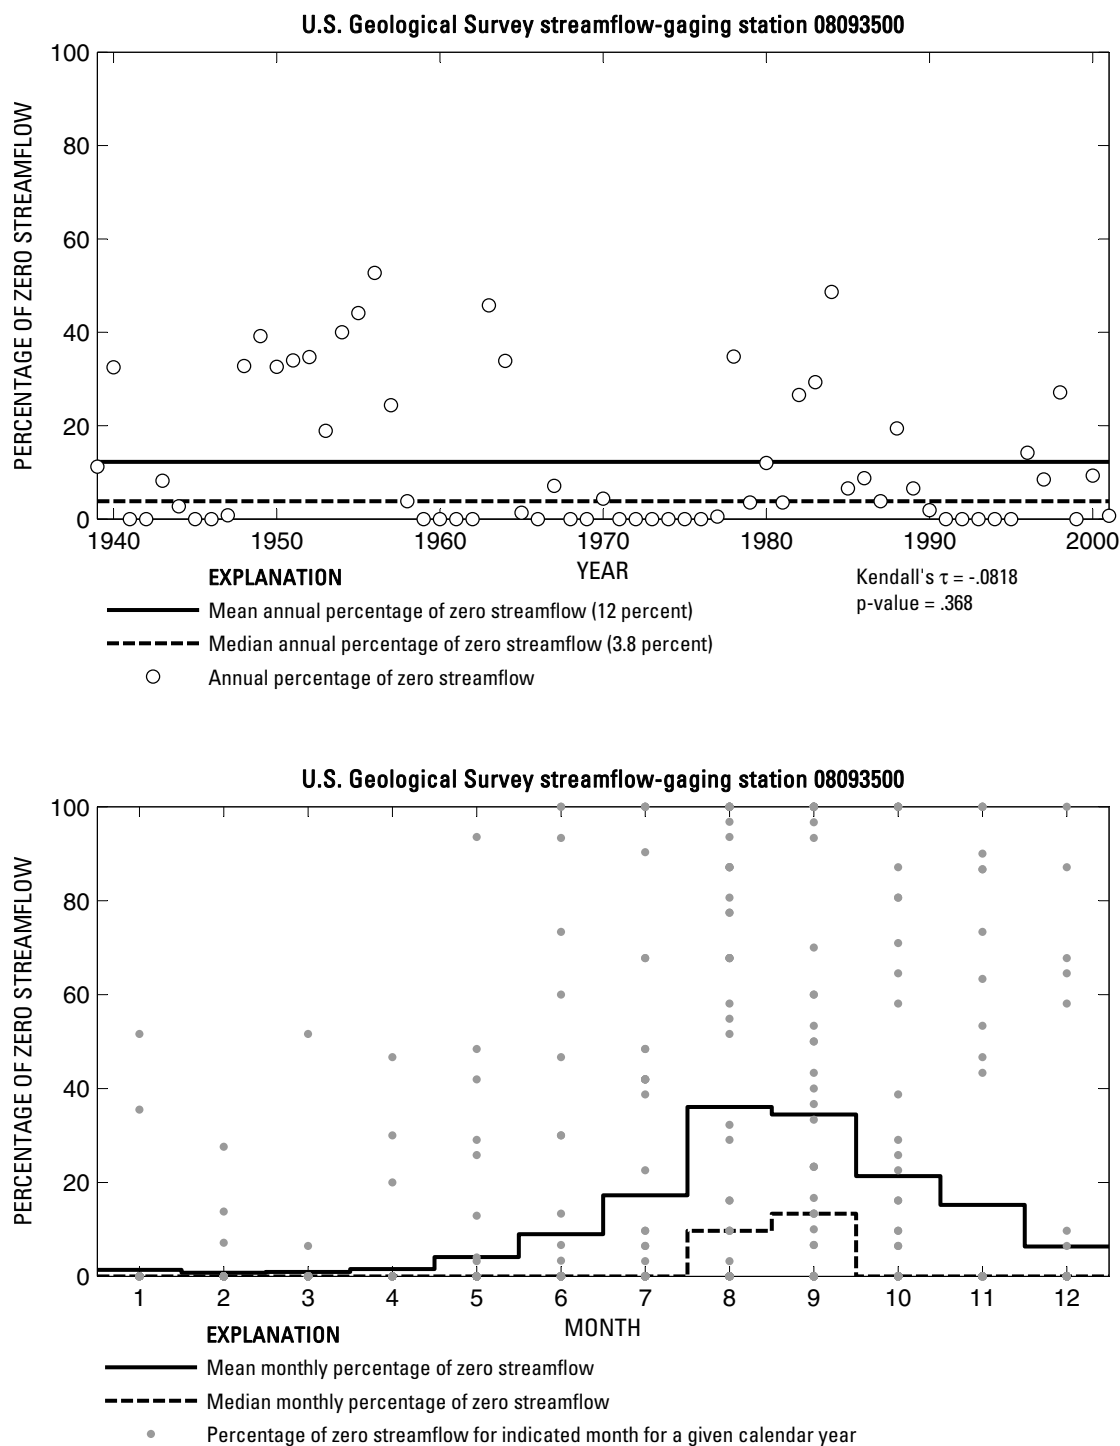 U.S. Geological Survey streamflow-gaging station 08093500
PERCENTAGE OF ZERO STREAMFLOW
100
80
60
40
20
0
1940 1950 1960 1970 1980 1990 2000
YEAR
EXPLANATION
Mean annual percentage of zero streamflow (12 percent)
Median annual percentage of zero streamflow (3.8 percent)
Annual percentage of zero streamflow
Kendall's τ = -.0818
p-value = .368
U.S. Geological Survey streamflow-gaging station 08093500
PERCENTAGE OF ZERO STREAMFLOW
100
80
60
40
20
0
1 2 3 4 5 6 7 8 9 10 11 12
MONTH
EXPLANATION
Mean monthly percentage of zero streamflow
Median monthly percentage of zero streamflow
Percentage of zero streamflow for indicated month for a given calendar year